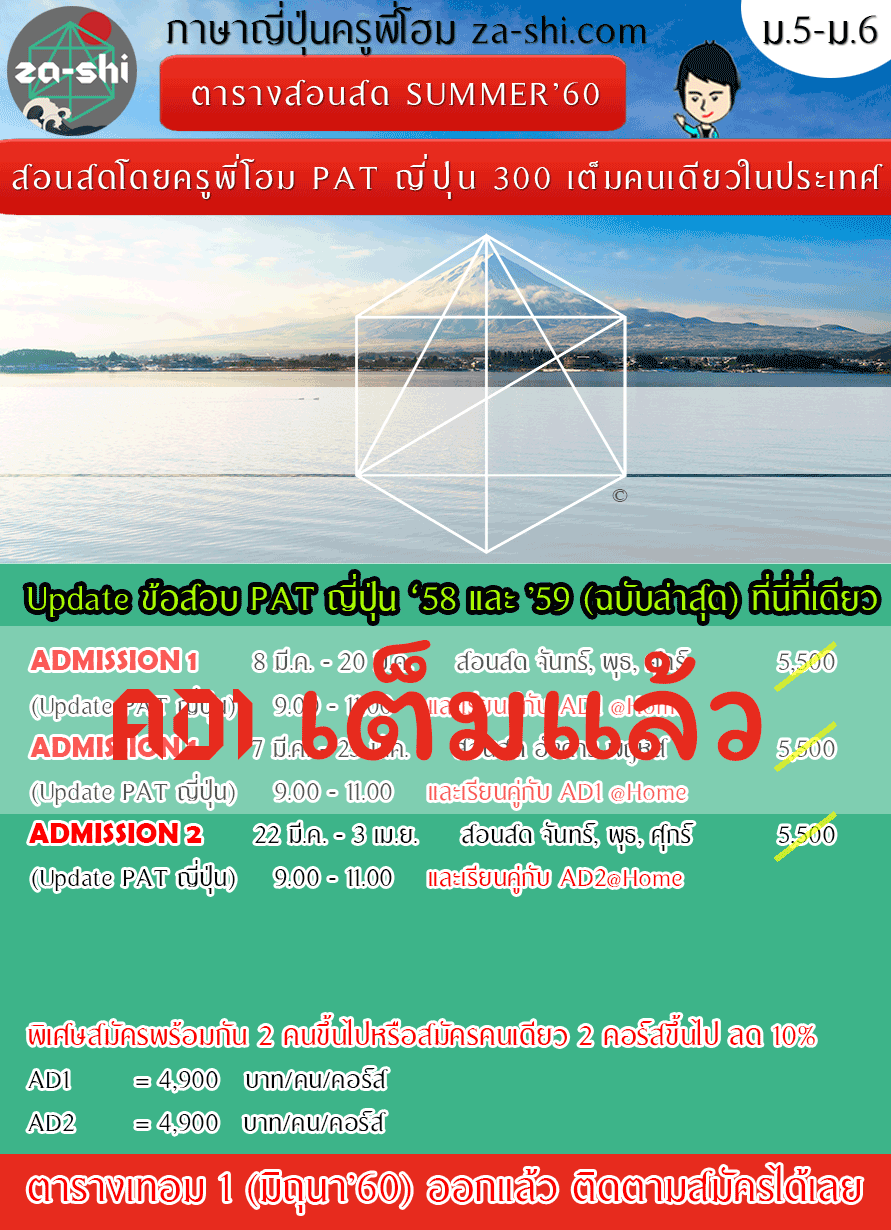 za-shi
ภาษาญี่ปุ่นครูพี่โฮม za-shi.com
ม.5-ม.6
ตารางสอนสด SUMMER'60
สอนสดโดยครูพี่โฮม PAT ญี่ปุ่น 300 เต็มคนเดียวในประเทศ
©
Update ข้อสอบ PAT ญี่ปุ่น '58 และ '59 (ฉบับล่าสุด) ที่นี่ที่เดียว
ADMISSION 1 8 มี.ค. - 20 สอนสด จันทร์, พุธ, ศุกร์ 5,500
(Update PAT ญี่ปุ่น) 9.00 - 11.00 และเรียนคู่กับ AD1 @Home
AD1 เต็มแล้ว
ADMISSION 1 7 มี.ค. สอนสด 5,500
(Update PAT ญี่ปุ่น) 9.00 - 11.00 และเรียนคู่กับ AD1 @Home
ADMISSION 2 22 มี.ค. - 3 เม.ย. สอนสด จันทร์, พุธ, ศุกร์ 5,500
(Update PAT ญี่ปุ่น) 9.00 - 11.00 และเรียนคู่กับ AD2@Home
พิเศษสมัครพร้อมกัน 2 คนขึ้นไปหรือสมัครคนเดียว 2 คอร์สขึ้นไป ลด 10%
AD1 = 4,900 บาท/คน/คอร์ส
AD2 = 4,900 บาท/คน/คอร์ส
ตารางเทอม 1 (มิถุนา'60) ออกแล้ว ติดตามสมัครได้เลย